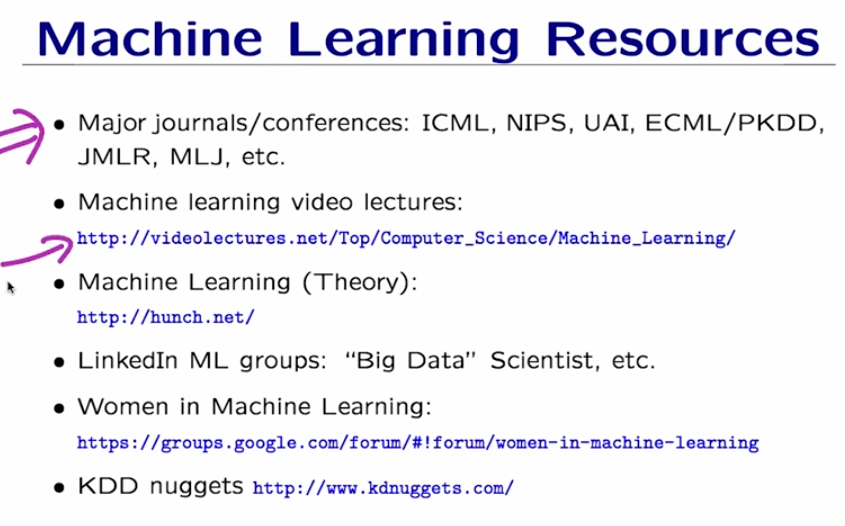 Machine Learning Resources
• Major journals/conferences: ICML, NIPS, UAI, ECML/PKDD,
JMLR, MLJ, etc.
• Machine learning video lectures:
http://videolectures.net/Top/Computer_Science/Machine_Learning/
• Machine Learning (Theory):
http://hunch.net/
• LinkedIn ML groups: “Big Data” Scientist, etc.
• Women in Machine Learning:
https://groups.google.com/forum/#!forum/women-in-machine-learning
• KDD nuggets http://www.kdnuggets.com/